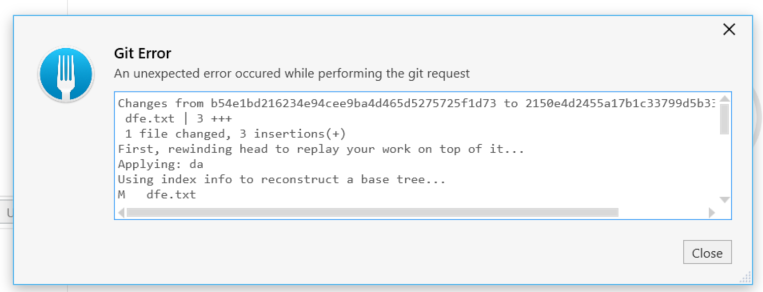 Git Error
An unexpected error occured while performing the git request
Changes from b54e1bd216234e94cee9ba4d465d5275725f1d73 to 2150e4d2455a17b1c33799d5b33
dfe.txt | 3 +++
1 file changed, 3 insertions(+)
First, rewinding head to replay your work on top of it...
Applying: da
Using index info to reconstruct a base tree...
M dfe.txt
U
Close